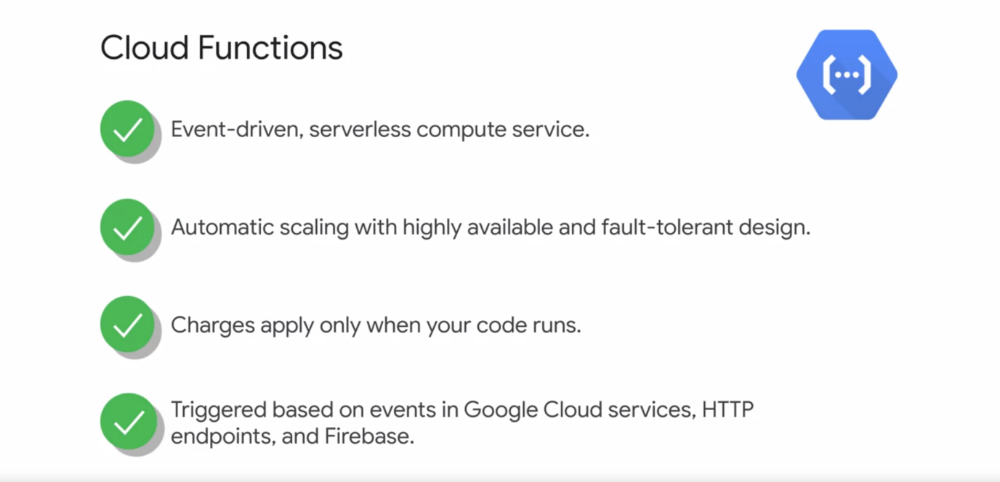 Cloud Functions
Event-driven, serverless compute service.
Automatic scaling with highly available and fault-tolerant design.
Charges apply only when your code runs.
Triggered based on events in Google Cloud services, HTTP
endpoints, and Firebase.